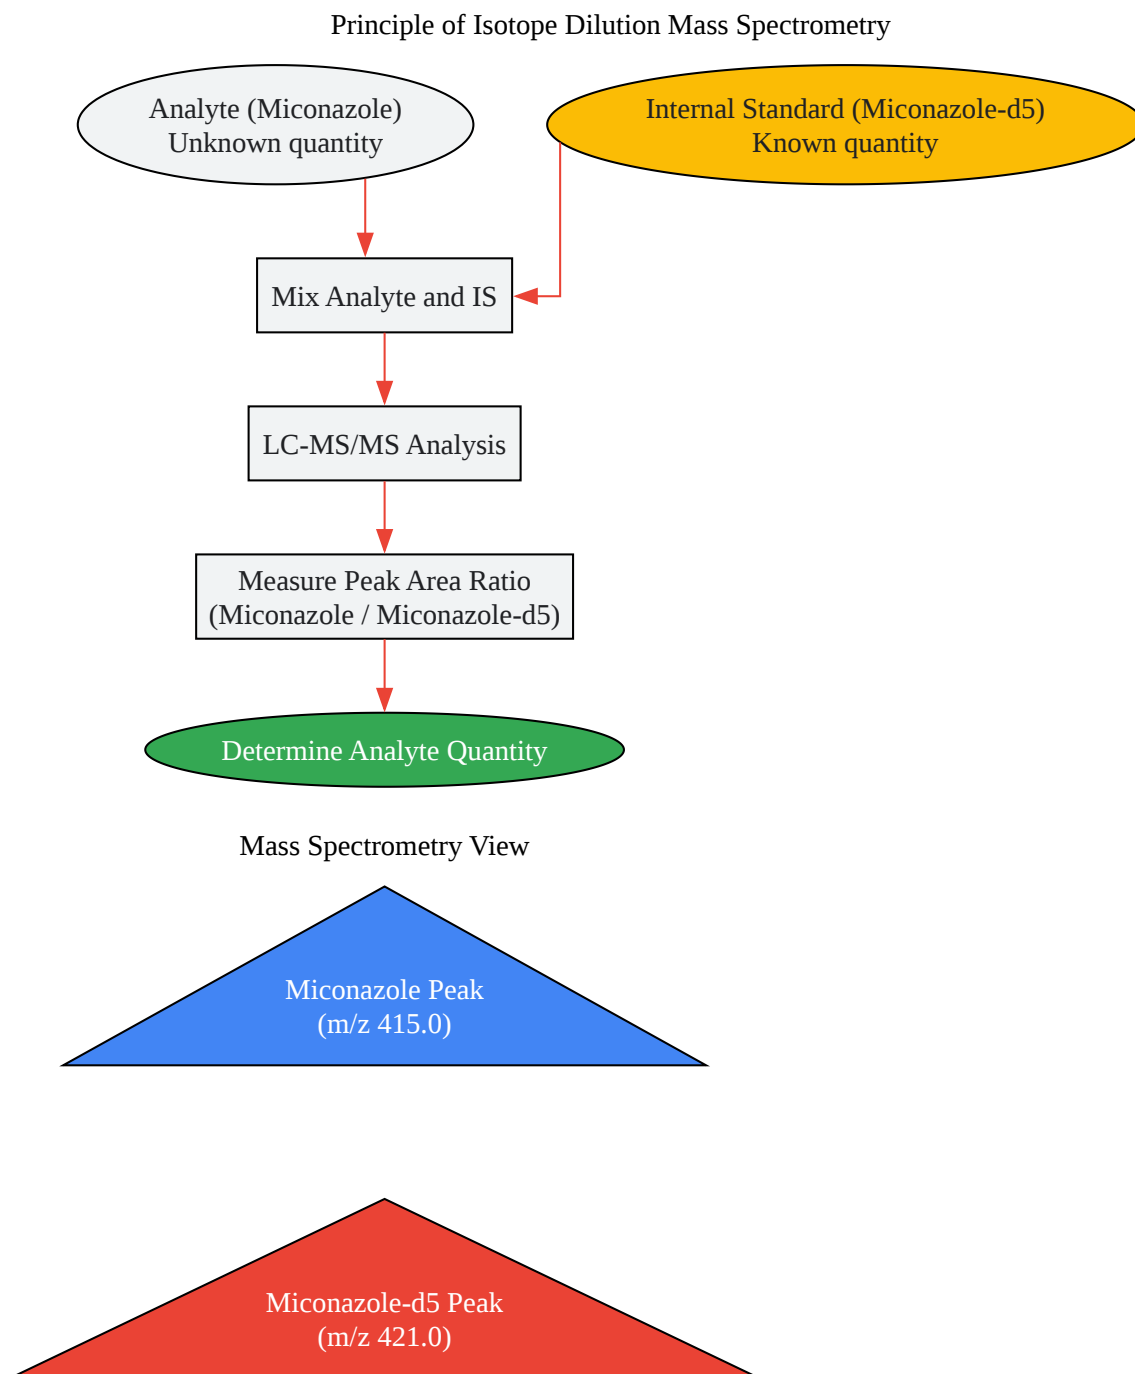 Principle of Isotope Dilution Mass Spectrometry
Analyte (Miconazole)
Unknown quantity
Internal Standard (Miconazole-d5)
Known quantity
Mix Analyte and IS
LC-MS/MS Analysis
Measure Peak Area Ratio
(Miconazole / Miconazole-d5)
Determine Analyte Quantity
Mass Spectrometry View
Miconazole Peak
(m/z 415.0)
Miconazole-d5 Peak
(m/z 421.0)